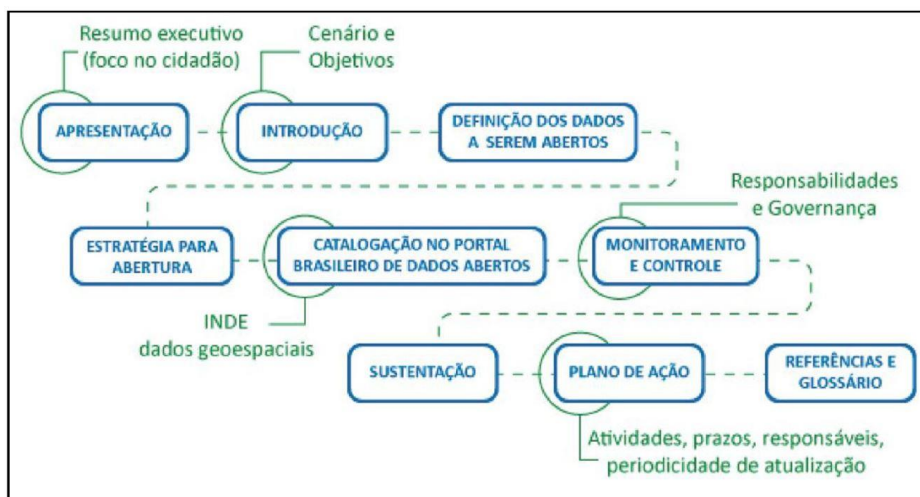 Resumo executivo
(foco no cidadão)
Cenário e
Objetivos
APRESENTAÇÃO
INTRODUÇÃO
DEFINIÇÃO DOS DADOS
A SEREM ABERTOS
Responsabilidades
e Governança
ESTRATÉGIA PARA
ABERTURA
CATALOGAÇÃO NO PORTAL
BRASILEIRO DE DADOS ABERTOS
MONITORAMENTO
E CONTROLE
INDE
dados geoespaciais
SUSTENTAÇÃO
PLANO DE AÇÃO
REFERÊNCIAS E
GLOSSÁRIO
Atividades, prazos, responsáveis,
periodicidade de atualização